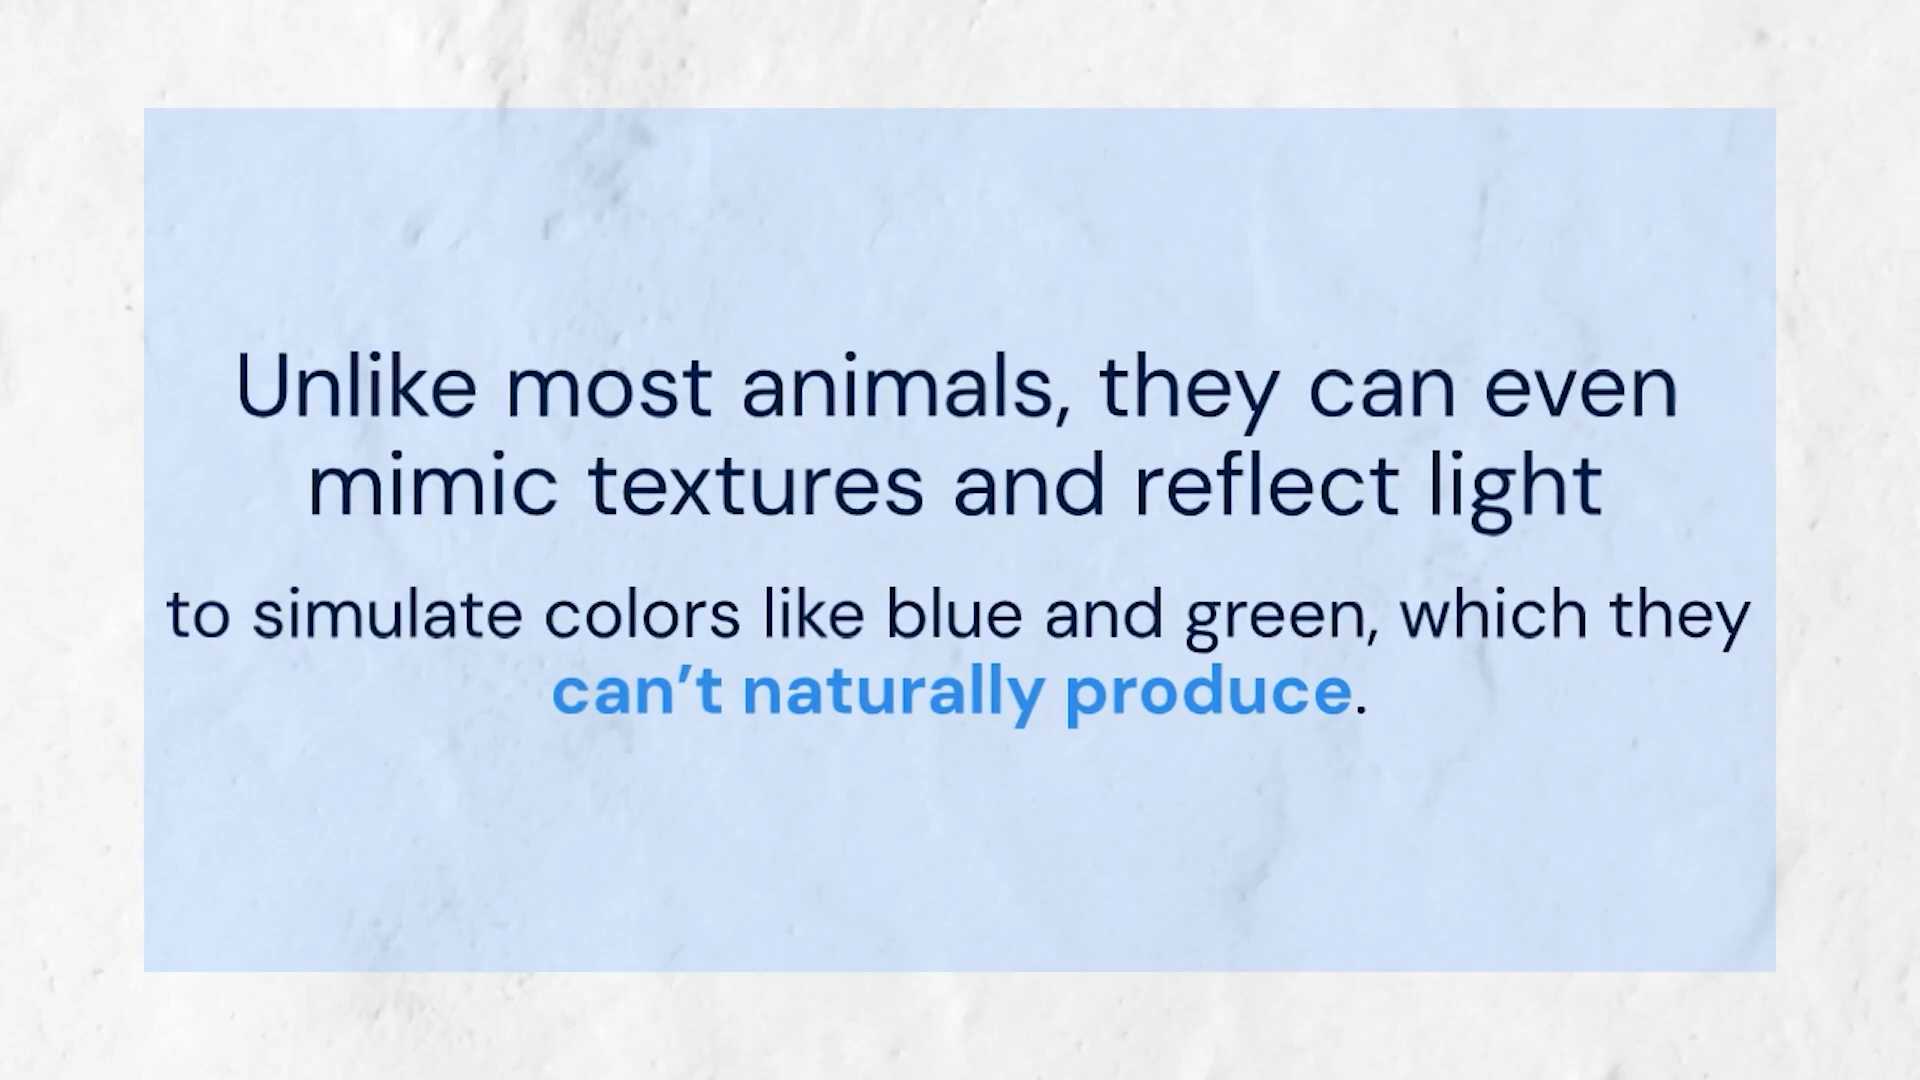 Unlike most animals, they can even
mimic textures and reflect light
to simulate colors like blue and green, which they
can’t naturally produce.